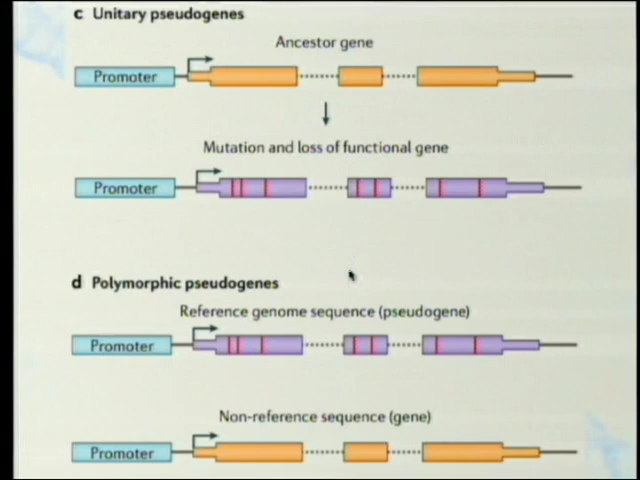 c Unitary pseudogenes
Ancestor gene
Promoter
Mutation and loss of functional gene
Promoter
d Polymorphic pseudogenes
Reference genome sequence (pseudogene)
Promoter
Non-reference sequence (gene)
Promoter